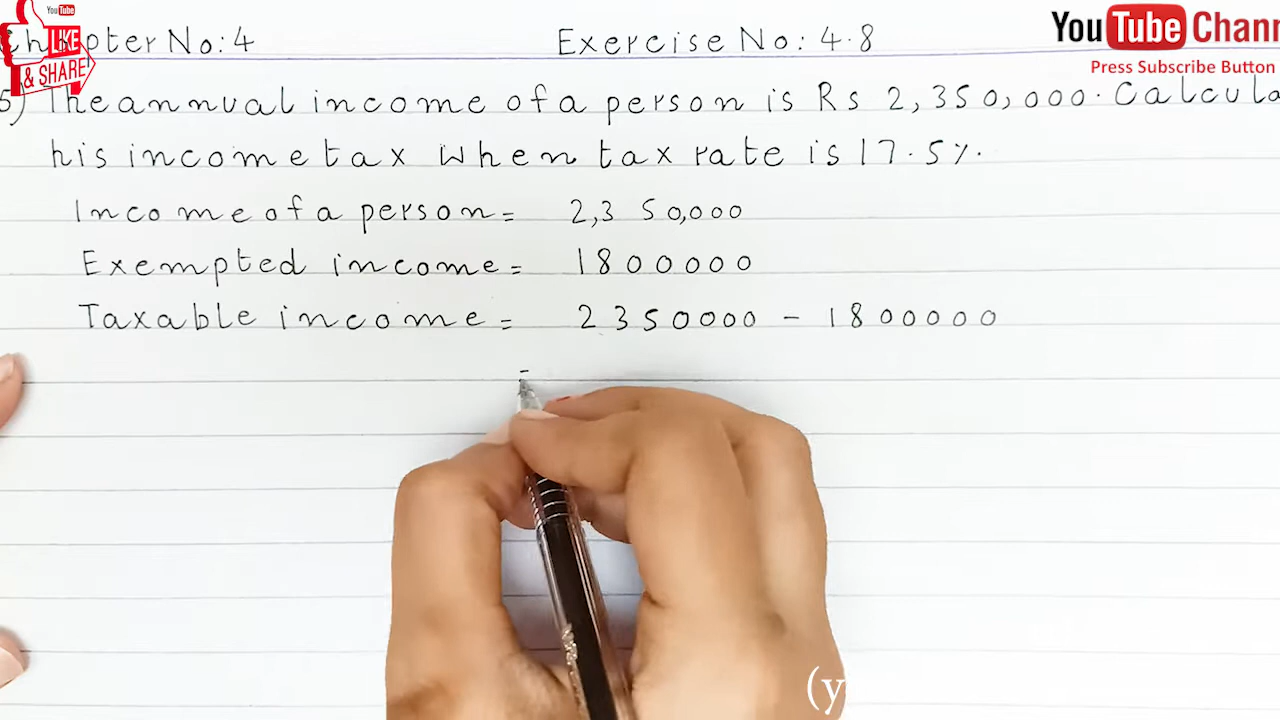 YouTube
LIKE
& SHARE
Chapter No:4 Exercise No: 4.8
YouTube Chann
Press Subscribe Button
5) The annual income of a person is Rs 2,350,000. Calcula
his income tax when tax rate is 17.5%.
Income of a person = 2,350,000
Exempted income = 1800000
Taxable income = 2350000 - 1800000
(y